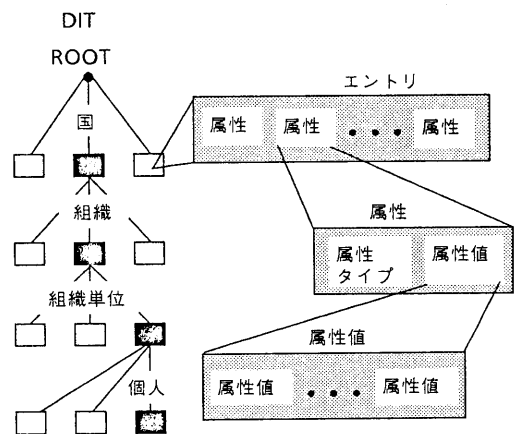 DIT
ROOT
エントリ
国
属性 属性 ••• 属性
属性
組織
属性
タイプ
属性値
組織単位
属性値
個人
属性値 ••• 属性値